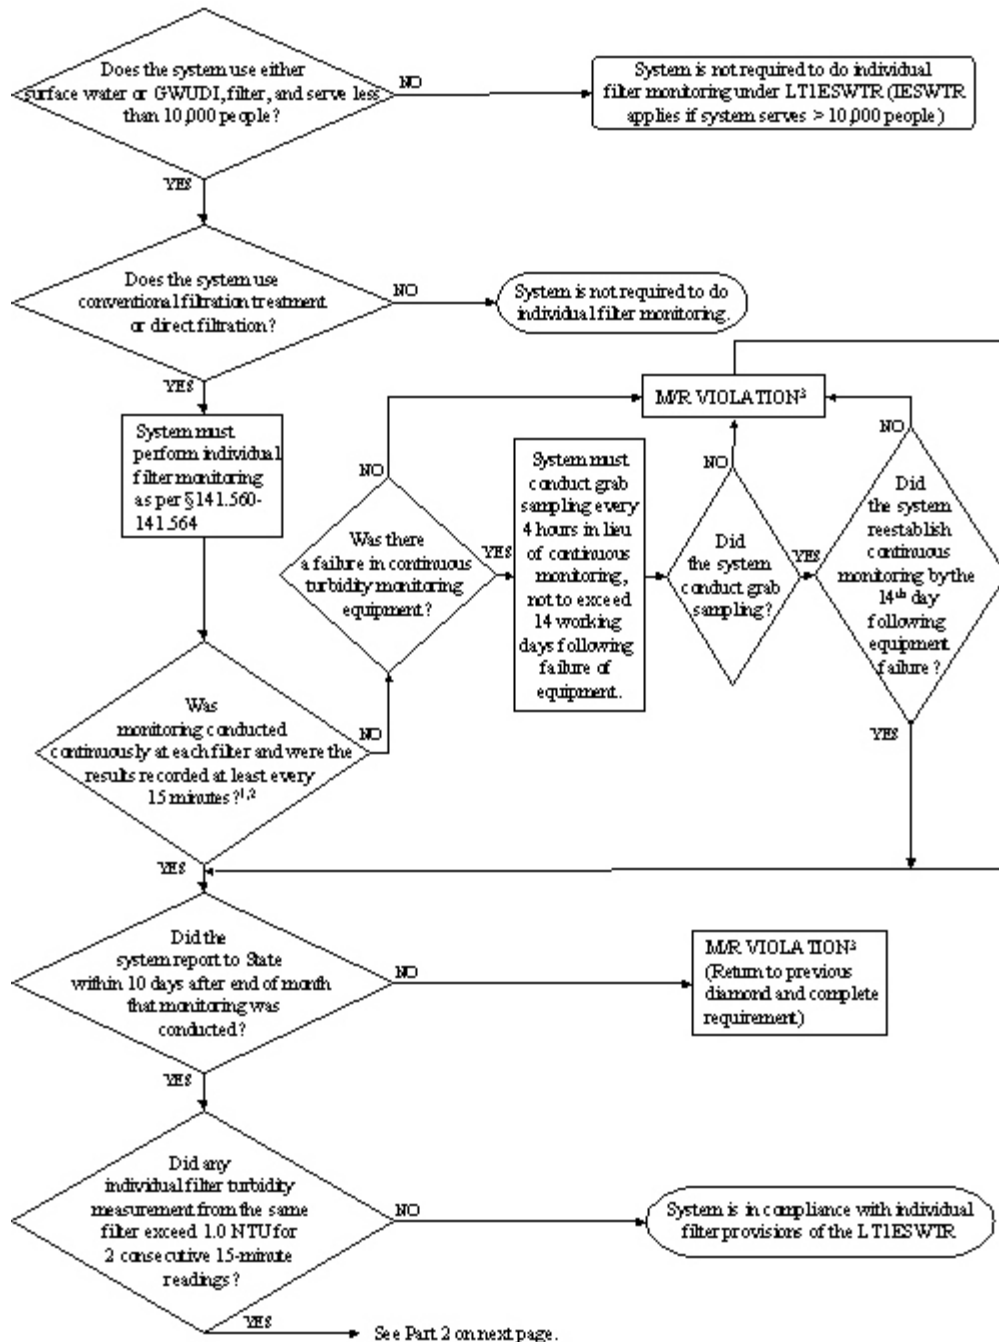 Does the system use either
surface water or GWUDI, filter, and serve less
than 10,000 people?
NO
System is not required to do individual
filter monitoring under LT1ESWTR (IESWTR
applies if system serves > 10,000 people)
YES
Does the system use
conventional filtration treatment
or direct filtration?
NO
System is not required to do
individual filter monitoring.
YES
System must
perform individual
filter monitoring
as per §141.560-
141.564
M/R VIOLATION³
NO
Was there
a failure in continuous
turbidity monitoring
equipment?
YES
System must
conduct grab
sampling every
4 hours in lieu
of continuous
monitoring,
not to exceed
14 working
days following
failure of
equipment.
NO
Did
the system
conduct grab
sampling?
YES
NO
Did
the system
reestablish
continuous
monitoring by the
14th day
following
equipment
failure?
YES
Was
monitoring conducted
continuously at each filter and were the
results recorded at least every
15 minutes?1,2
NO
YES
Did the
system report to State
within 10 days after end of month
that monitoring was
conducted?
NO
M/R VIOLATION³
(Return to previous
diamond and complete
requirement)
YES
Did any
individual filter turbidity
measurement from the same
filter exceed 1.0 NTU for
2 consecutive 15-minute
readings?
NO
System is in compliance with individual
filter provisions of the LT1ESWTR
YES
See Part 2 on next page.